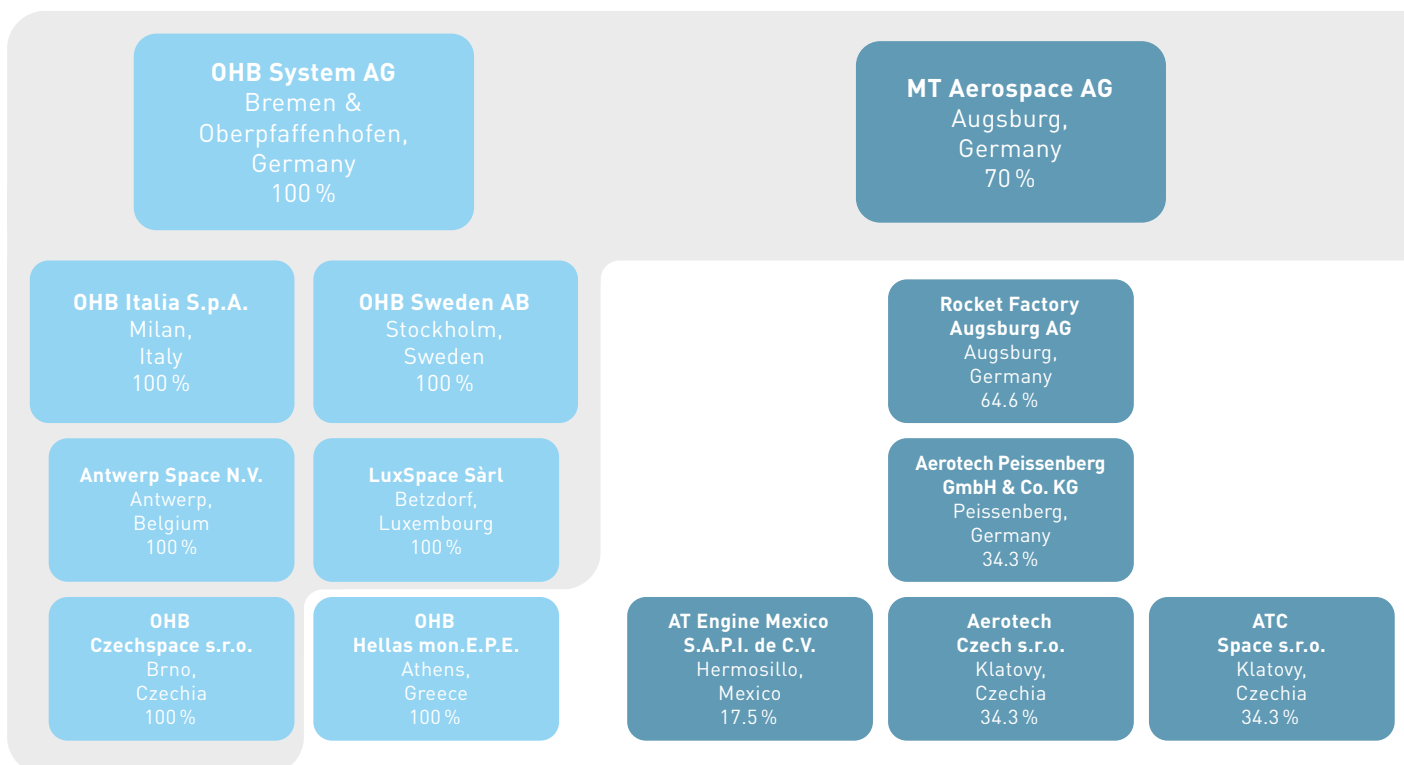 OHB System AG
Bremen &
Oberpfaffenhofen,
Germany
100 %
MT Aerospace AG
Augsburg,
Germany
70 %
OHB Italia S.p.A.
Milan,
Italy
100 %
OHB Sweden AB
Stockholm,
Sweden
100 %
Rocket Factory
Augsburg AG
Augsburg,
Germany
64.6 %
Antwerp Space N.V.
Antwerp,
Belgium
100 %
LuxSpace Sàrl
Betzdorf,
Luxembourg
100 %
Aerotech Peissenberg
GmbH & Co. KG
Peissenberg,
Germany
34.3 %
OHB
Czechspace s.r.o.
Brno,
Czechia
100 %
OHB
Hellas mon.E.P.E.
Athens,
Greece
100 %
AT Engine Mexico
S.A.P.I. de C.V.
Hermosillo,
Mexico
17.5 %
Aerotech
Czech s.r.o.
Klatovy,
Czechia
34.3 %
ATC
Space s.r.o.
Klatovy,
Czechia
34.3 %